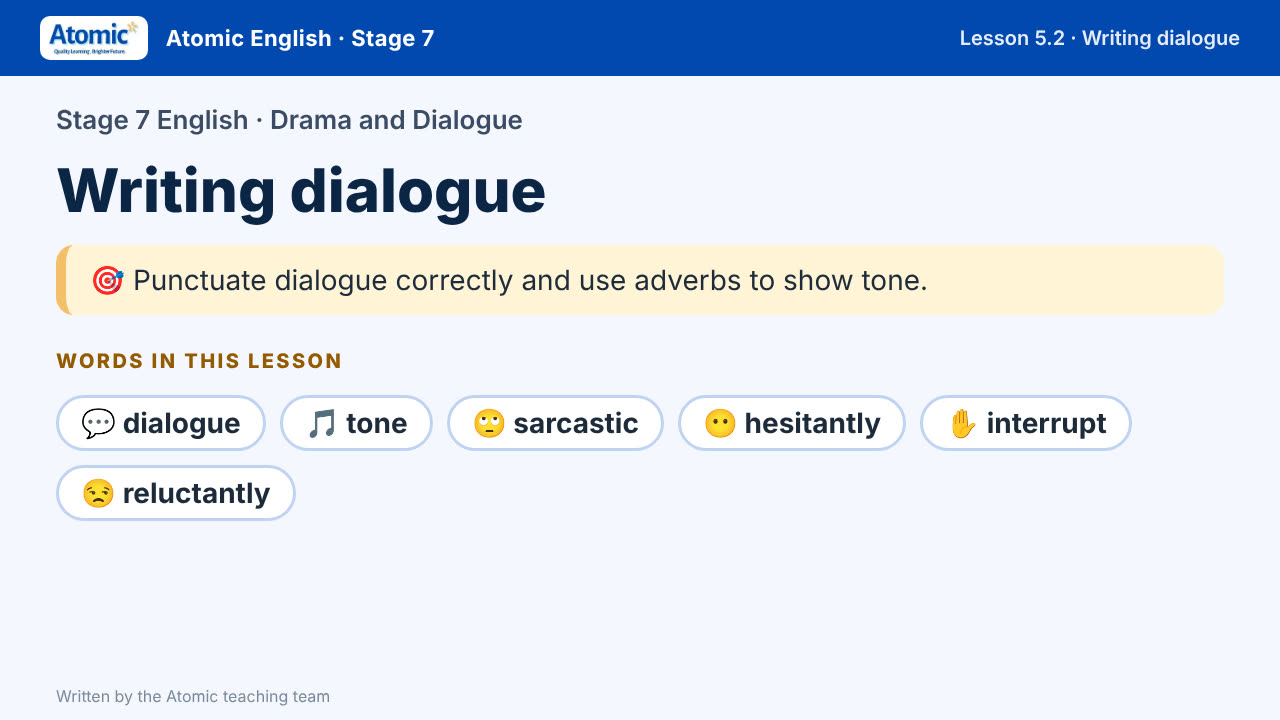 Atomic
Quality Learning. Brighter Future.
Atomic English · Stage 7
Lesson 5.2 · Writing dialogue
Stage 7 English · Drama and Dialogue
Writing dialogue
🎯 Punctuate dialogue correctly and use adverbs to show tone.
WORDS IN THIS LESSON
💬 dialogue 🎵 tone 🙄 sarcastic 😶 hesitantly ✋ interrupt
😒 reluctantly
Written by the Atomic teaching team